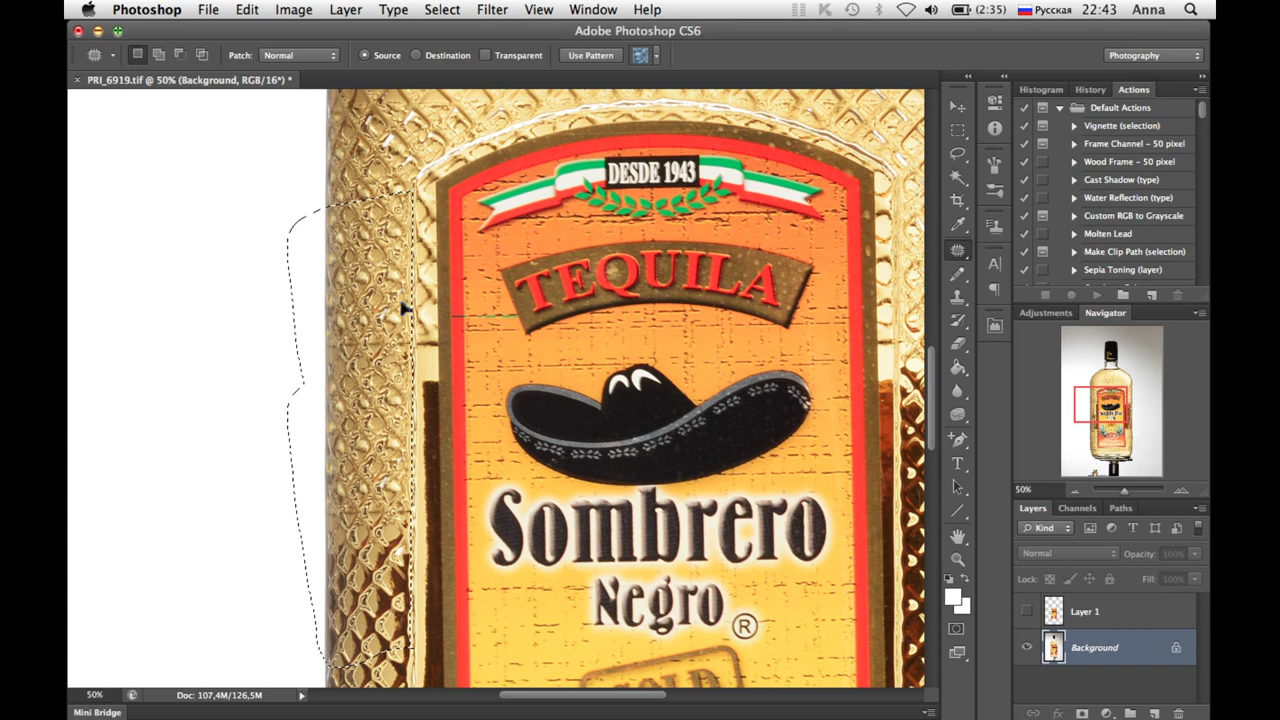 Photoshop File Edit Image Layer Type Select Filter View Window Help (2:35) Русская 22:43 Anna
Adobe Photoshop CS6
Patch: Normal Source Destination Transparent Use Pattern Photography
× PRI_6919.tif @ 50% (Background, RGB/16*) *
Histogram History Actions
Default Actions
Vignette (selection)
Frame Channel - 50 pixel
Wood Frame - 50 pixel
Cast Shadow (type)
Water Reflection (type)
Custom RGB to Grayscale
Molten Lead
Make Clip Path (selection)
Sepia Toning (layer)
Adjustments Navigator
50%
Layers Channels Paths
Kind
Normal Opacity: 100%
Lock: Fill: 100%
Layer 1
Background
DESDE 1943
TEQUILA
Sombrero
Negro ®
GOLD
50% Doc: 107,4M/126,5M
Mini Bridge